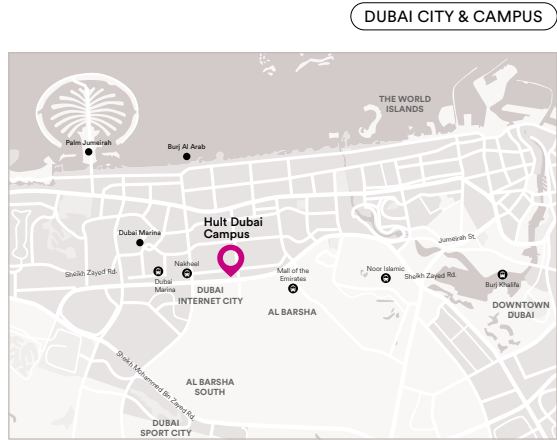 DUBAI CITY & CAMPUS
THE WORLD
ISLANDS
Palm Jumeirah
Burj Al Arab
Hult Dubai
Campus
Dubai Marina
Jumeirah St.
Sheikh Zayed Rd.
Dubai
Marina
Nakheel
DUBAI
INTERNET CITY
Mall of the
Emirates
Noor Islamic
Sheikh Zayed Rd.
Burj Khalifa
DOWNTOWN
DUBAI
AL BARSHA
Sheikh Mohammed Bin Zayed Rd.
AL BARSHA
SOUTH
DUBAI
SPORT CITY